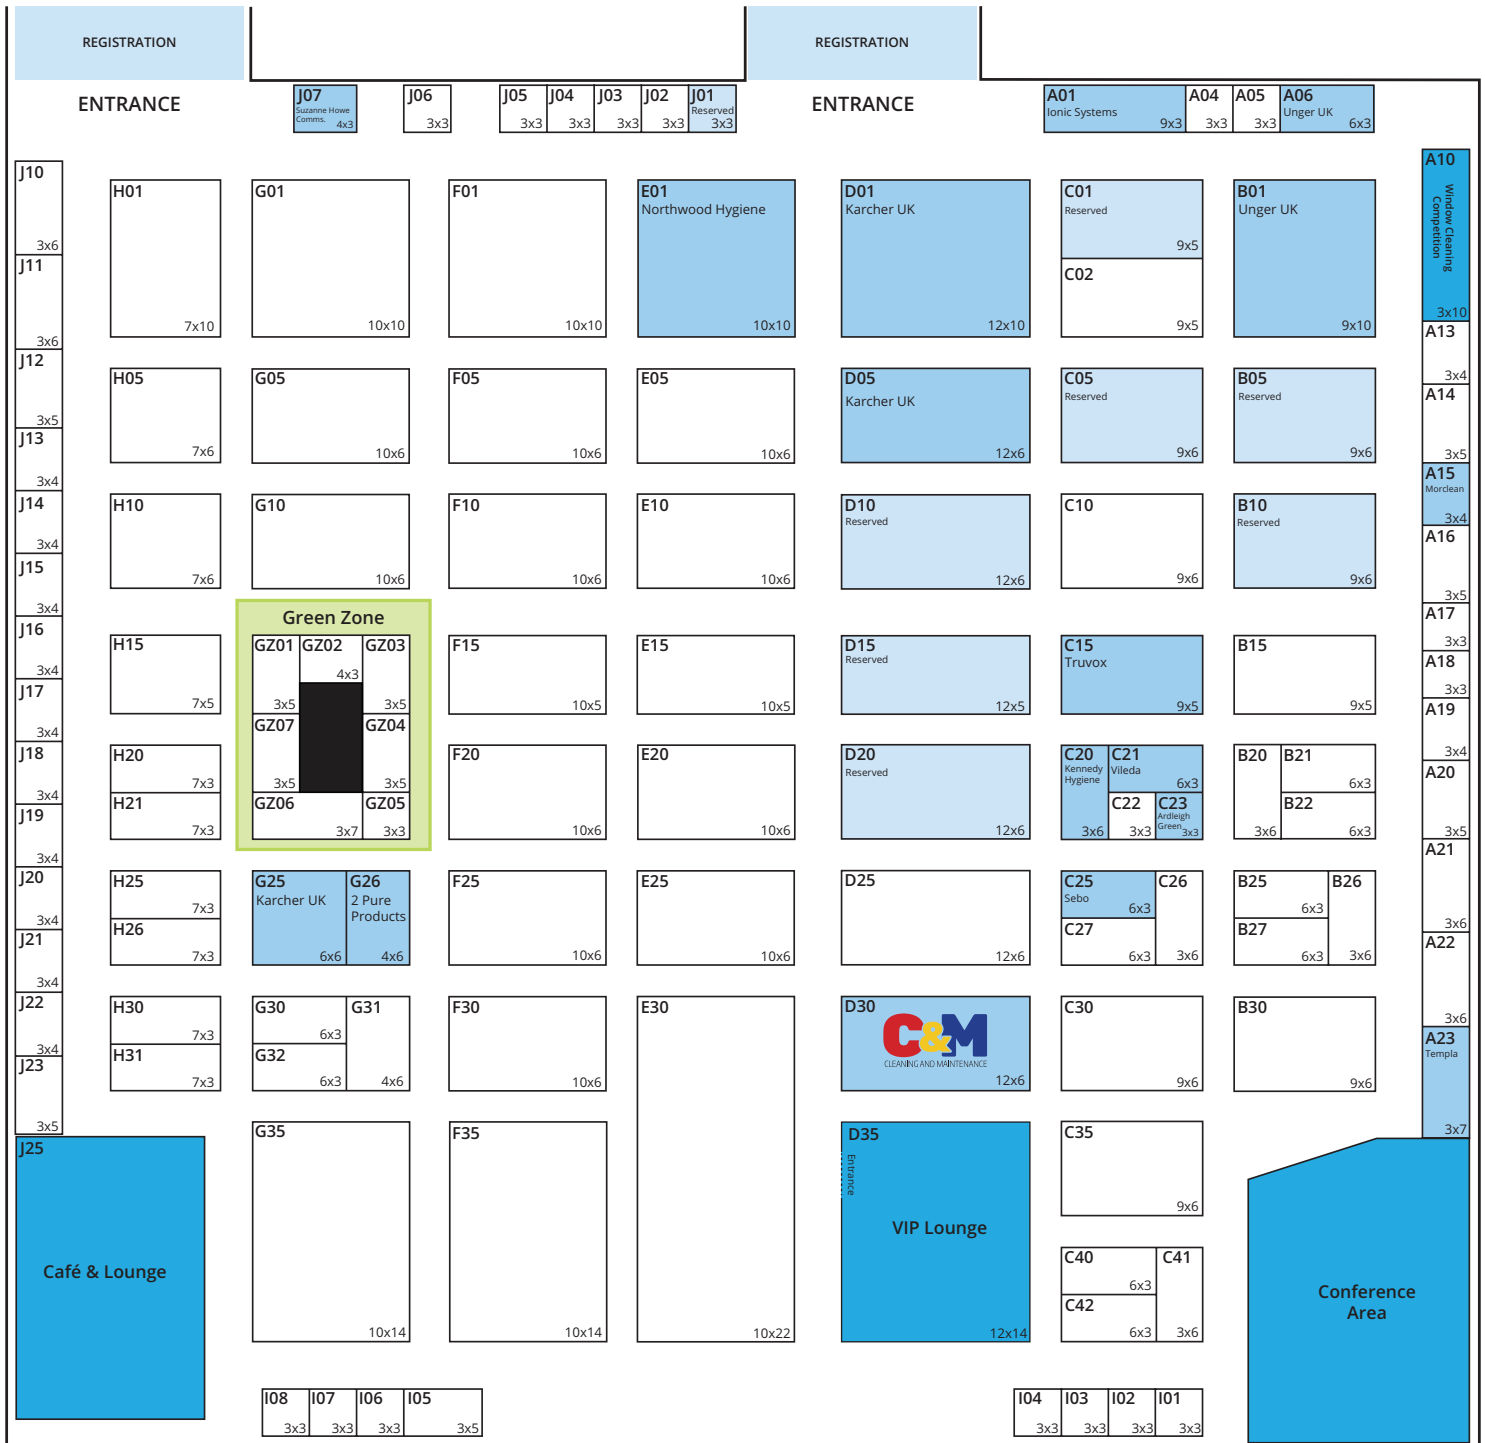 REGISTRATION
REGISTRATION
ENTRANCE
J07
Suzanne Howe
Comms.
4x3
J06
3x3
J05
3x3
J04
3x3
J03
3x3
J02
3x3
J01
Reserved
3x3
ENTRANCE
A01
Ionic Systems
9x3
A04
3x3
A05
3x3
A06
Unger UK
6x3
J10
3x6
J11
3x6
J12
3x5
J13
3x4
J14
3x4
J15
3x4
J16
3x4
J17
3x4
J18
3x4
J19
3x4
J20
3x4
J21
3x4
J22
3x4
J23
3x5
J25
Café & Lounge
H01
7x10
G01
10x10
F01
10x10
E01
Northwood Hygiene
10x10
D01
Karcher UK
12x10
C01
Reserved
9x5
C02
9x5
B01
Unger UK
9x10
H05
7x6
G05
10x6
F05
10x6
E05
10x6
D05
Karcher UK
12x6
C05
Reserved
9x6
B05
Reserved
9x6
H10
7x6
G10
10x6
F10
10x6
E10
10x6
D10
Reserved
12x6
C10
9x6
B10
Reserved
9x6
Green Zone
GZ01
3x5
GZ02
4x3
GZ03
3x5
GZ07
3x5
GZ04
3x5
GZ06
3x7
GZ05
3x3
H15
7x5
F15
10x5
E15
10x5
D15
Reserved
12x5
C15
Truvox
9x5
B15
9x5
H20
7x3
H21
7x3
F20
10x6
E20
10x6
D20
Reserved
12x6
C20
Kennedy
Hygiene
3x6
C21
Vileda
6x3
C22
3x3
C23
Ardleigh
Green
3x3
B20
3x6
B21
6x3
B22
6x3
H25
7x3
H26
7x3
G25
Karcher UK
6x6
G26
2 Pure
Products
4x6
F25
10x6
E25
10x6
D25
12x6
C25
Sebo
6x3
C26
3x6
C27
6x3
B25
6x3
B26
3x6
B27
6x3
H30
7x3
H31
7x3
G30
6x3
G31
4x6
G32
6x3
F30
10x6
E30
10x22
D30
C&M
CLEANING AND MAINTENANCE
12x6
C30
9x6
B30
9x6
G35
10x14
F35
10x14
D35
Entrance
VIP Lounge
12x14
C35
9x6
C40
6x3
C41
3x6
C42
6x3
A10
Window Cleaning
Competition
3x10
A13
3x4
A14
3x5
A15
Morclean
3x4
A16
3x5
A17
3x3
A18
3x3
A19
3x4
A20
3x5
A21
3x6
A22
3x6
A23
Templa
3x7
Conference
Area
I08
3x3
I07
3x3
I06
3x3
I05
3x5
I04
3x3
I03
3x3
I02
3x3
I01
3x3